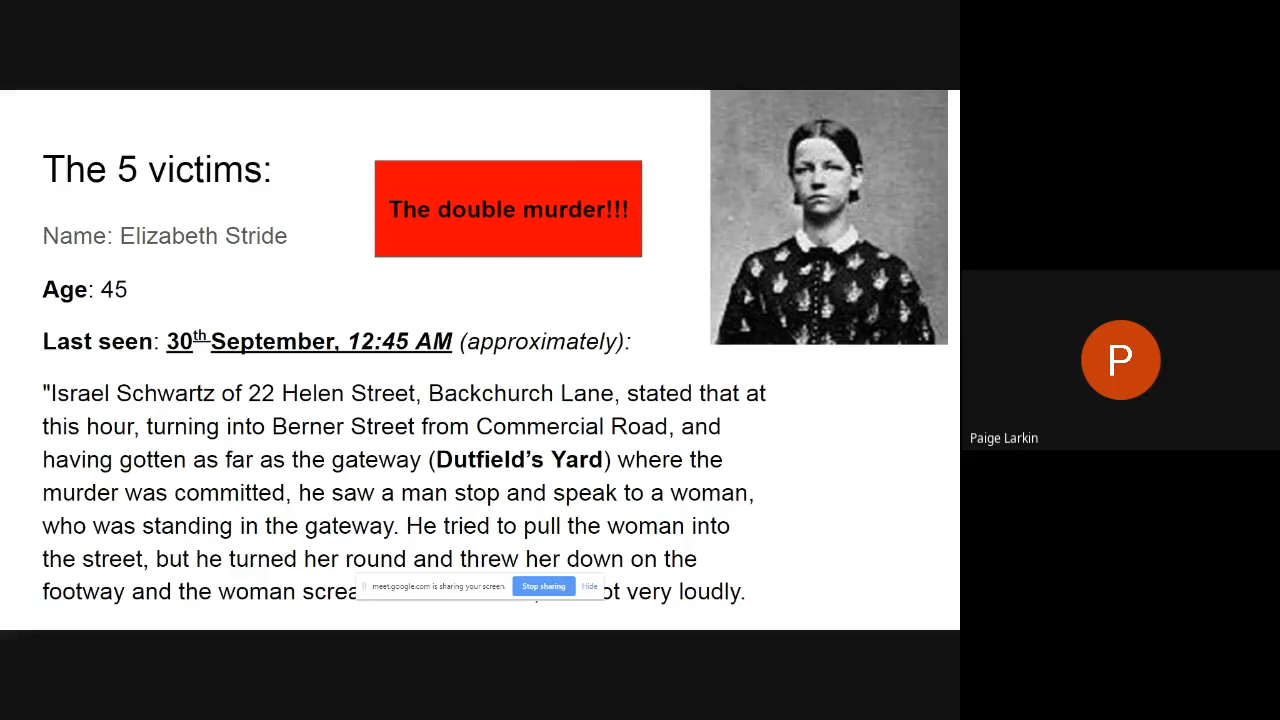 The 5 victims:
The double murder!!!
Name: Elizabeth Stride
Age: 45
Last seen: 30th September, 12:45 AM (approximately):
"Israel Schwartz of 22 Helen Street, Backchurch Lane, stated that at
this hour, turning into Berner Street from Commercial Road, and
having gotten as far as the gateway (Dutfield’s Yard) where the
murder was committed, he saw a man stop and speak to a woman,
who was standing in the gateway. He tried to pull the woman into
the street, but he turned her round and threw her down on the
footway and the woman very loudly.
meet.google.com is sharing your screen.
Stop sharing
Hide
P
Paige Larkin